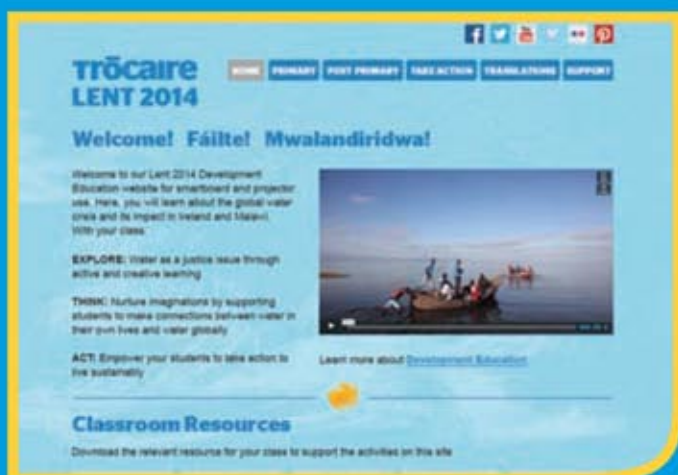 Trócaire
LENT 2014
HOME PRIMARY POST PRIMARY TAKE ACTION TRANSLATIONS SUPPORT
Welcome! Fáilte! Mwalandiridwa!
Welcome to our Lent 2014 Development
Education website for smartboard and projector
use. Here, you will learn about the global water
crisis and its impact in Ireland and Malawi.
With your class:
EXPLORE: Water as a justice issue through
active and creative learning
THINK: Nurture imaginations by supporting
students to make connections between water in
their own lives and water globally
ACT: Empower your students to take action to
live sustainably
Learn more about Development Education
Classroom Resources
Download the relevant resource for your class to support the activities on this site